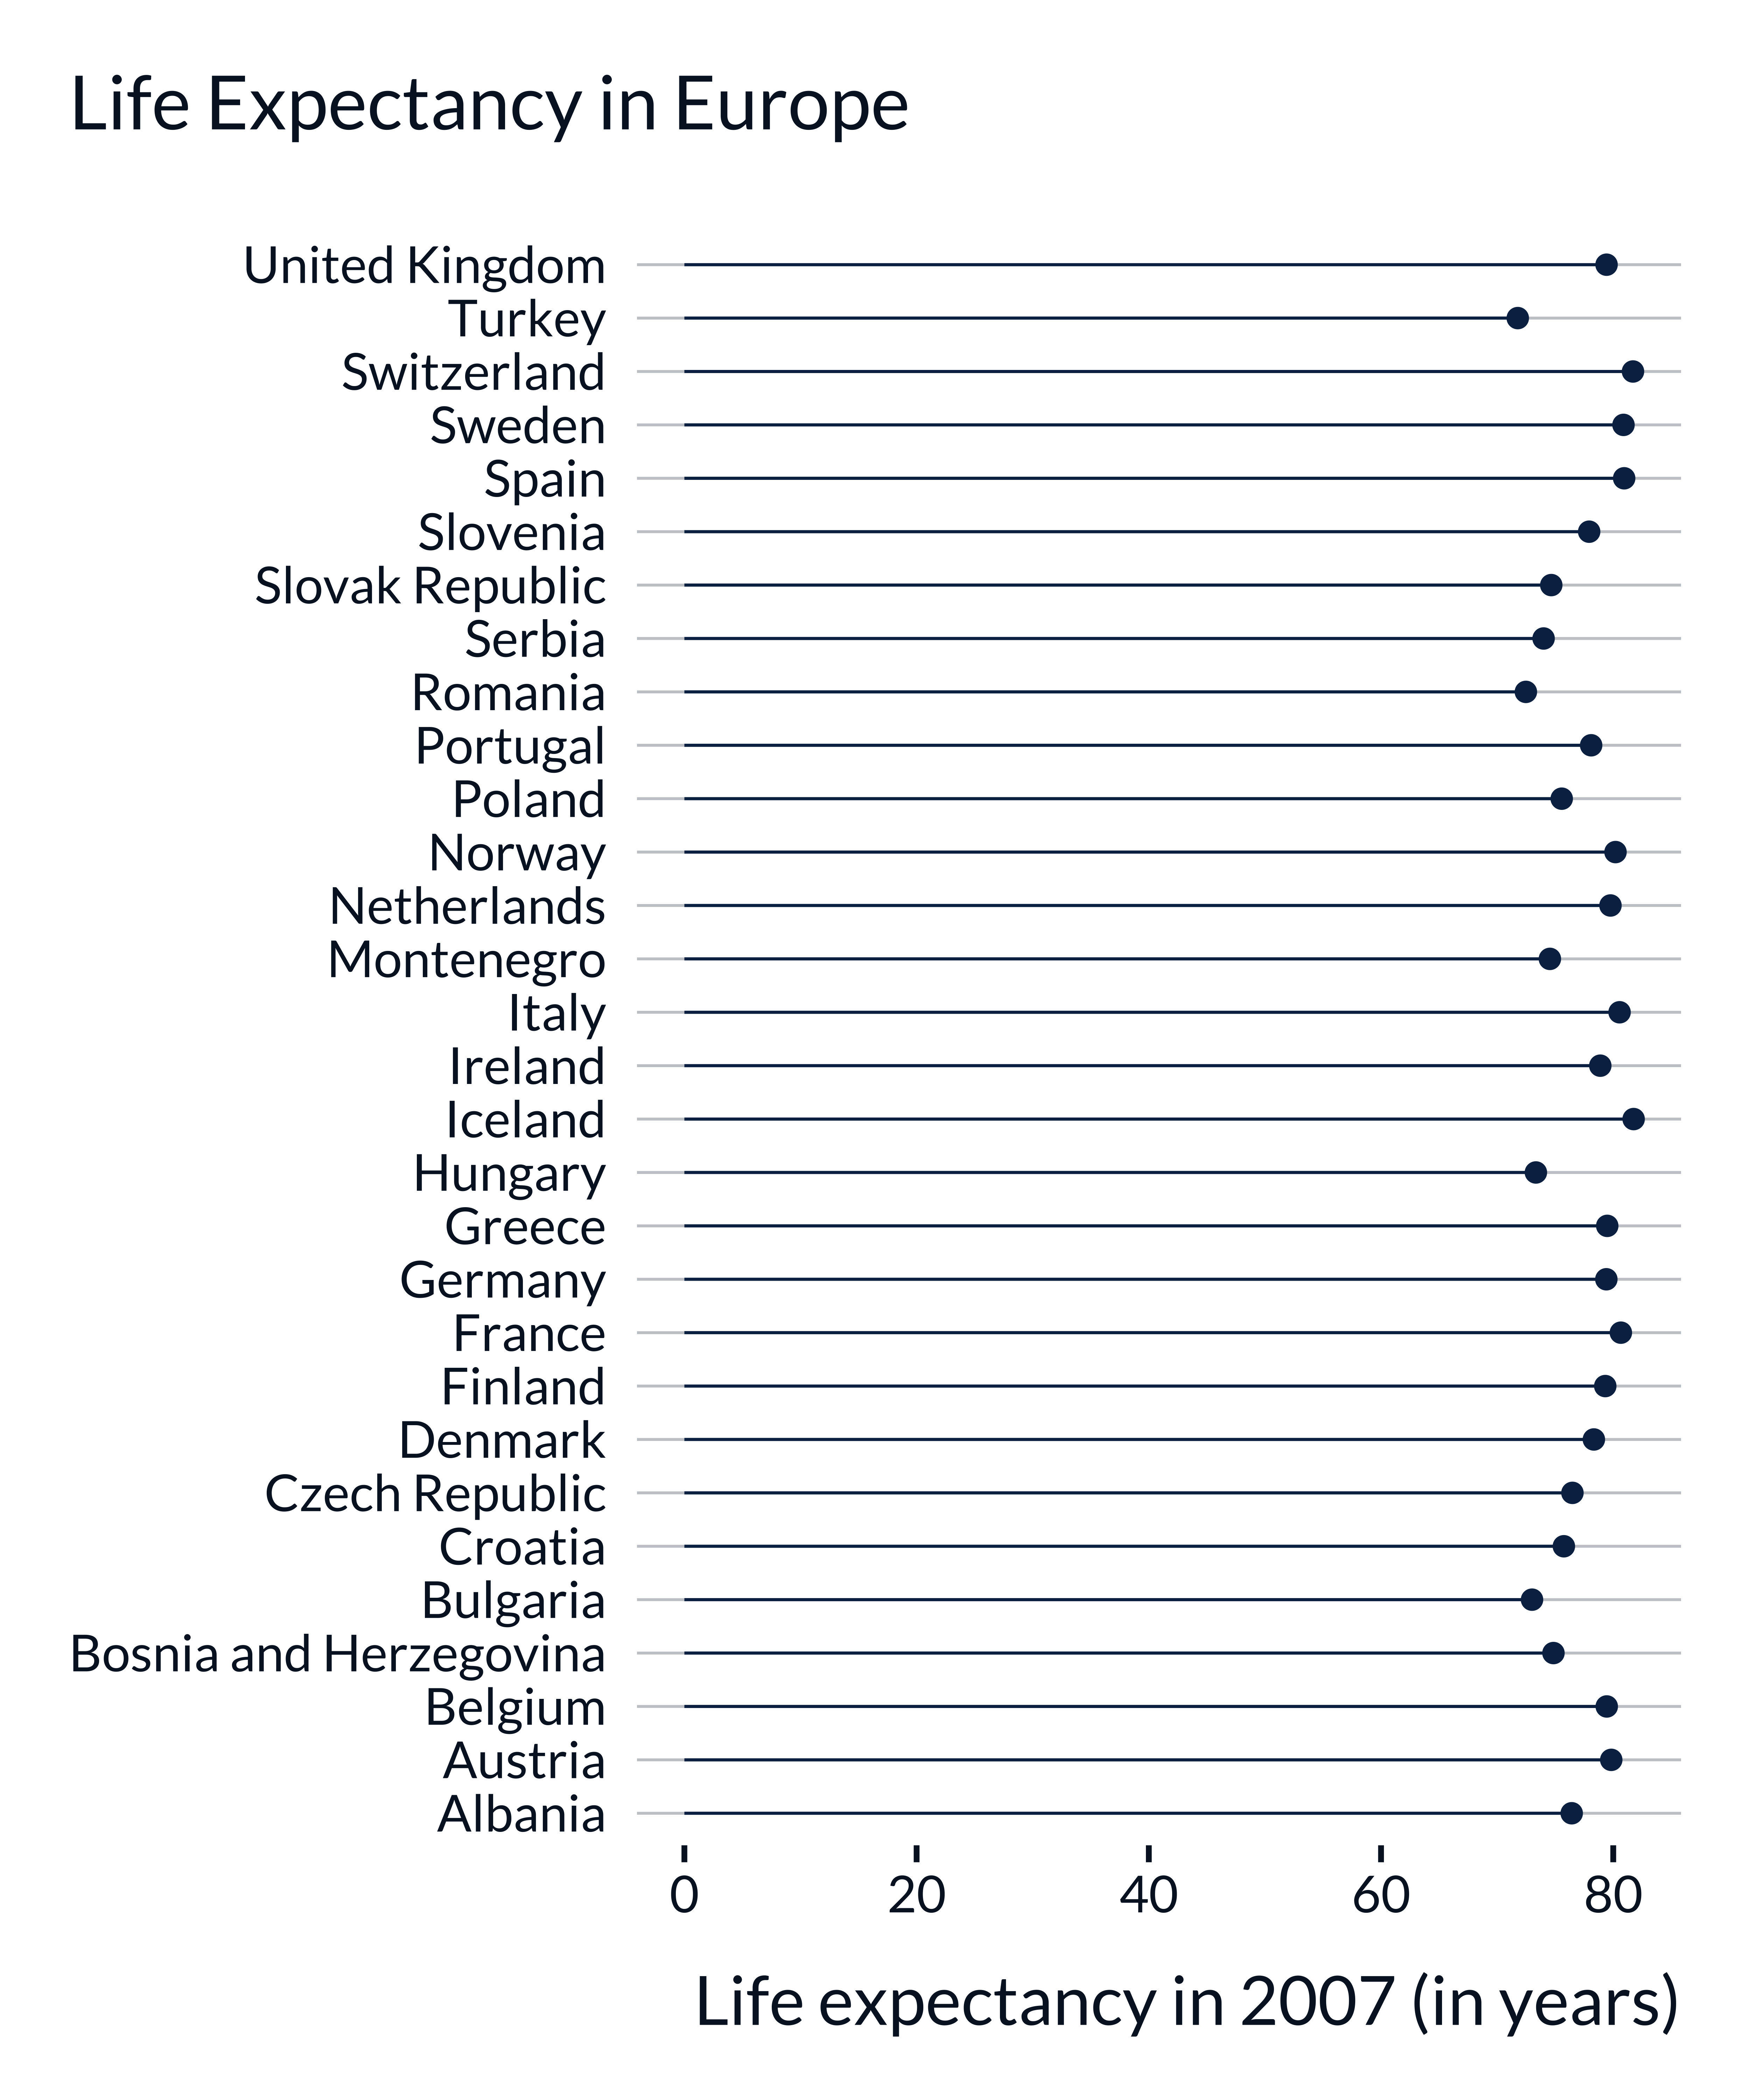 Life Expectancy in Europe
United Kingdom
Turkey
Switzerland
Sweden
Spain
Slovenia
Slovak Republic
Serbia
Romania
Portugal
Poland
Norway
Netherlands
Montenegro
Italy
Ireland
Iceland
Hungary
Greece
Germany
France
Finland
Denmark
Czech Republic
Croatia
Bulgaria
Bosnia and Herzegovina
Belgium
Austria
Albania
0 20 40 60 80
Life expectancy in 2007 (in years)